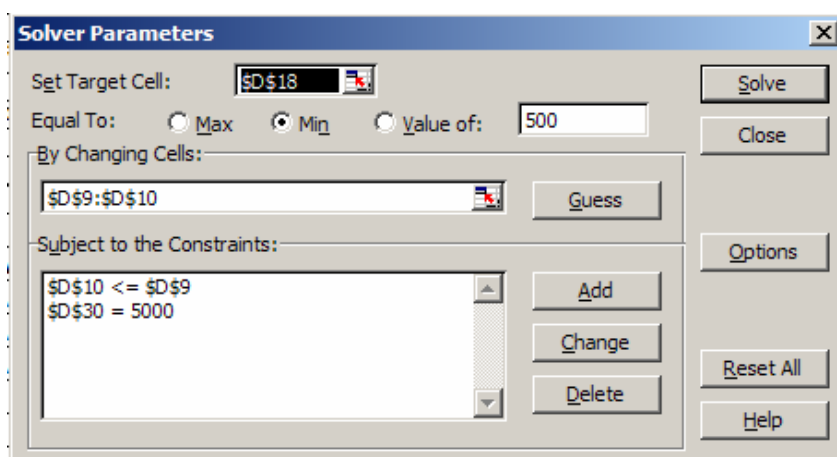 Solver Parameters
Set Target Cell: $D$18 Solve
Equal To: Max Min Value of: 500 Close
By Changing Cells:
$D$9:$D$10 Guess
Subject to the Constraints: Options
$D$10 <= $D$9 Add
$D$30 = 5000
Change
Reset All
Delete
Help